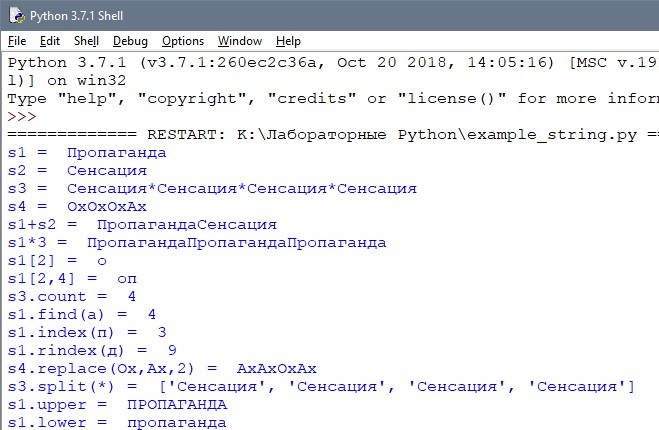 Python 3.7.1 Shell
File Edit Shell Debug Options Window Help
Python 3.7.1 (v3.7.1:260ec2c36a, Oct 20 2018, 14:05:16) [MSC v.19
l)] on win32
Type "help", "copyright", "credits" or "license()" for more infor
>>>
============= RESTART: K:\Лабораторные Python\example_string.py ==
s1 =  Пропаганда
s2 =  Сенсация
s3 =  Сенсация*Сенсация*Сенсация*Сенсация
s4 =  ОхОхОхАх
s1+s2 =  ПропагандаСенсация
s1*3 =  ПропагандаПропагандаПропаганда
s1[2] =  о
s1[2,4] =  оп
s3.count =  4
s1.find(а) =  4
s1.index(п) =  3
s1.rindex(д) =  9
s4.replace(Ох,Ах,2) =  АхАхОхАх
s3.split(*) =  ['Сенсация', 'Сенсация', 'Сенсация', 'Сенсация']
s1.upper =  ПРОПАГАНДА
s1.lower =  пропаганда